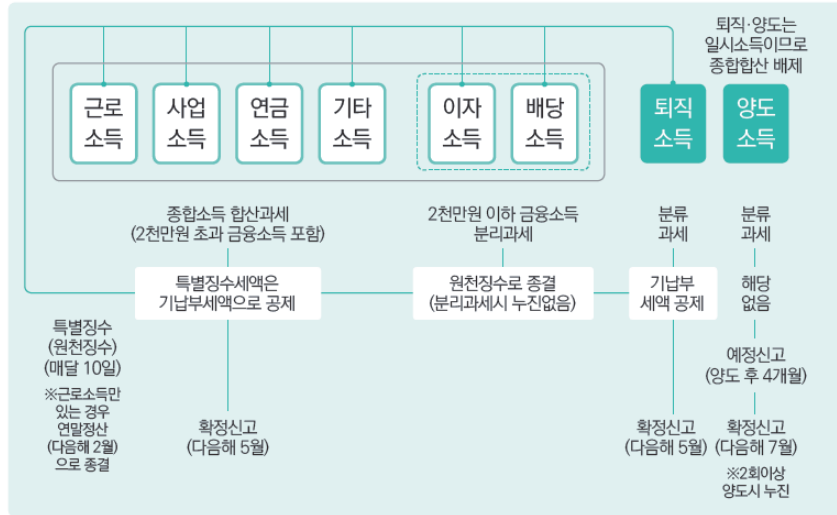 퇴직·양도는
일시소득이므로
종합합산 배제
근로
소득
사업
소득
연금
소득
기타
소득
이자
소득
배당
소득
퇴직
소득
양도
소득
종합소득 합산과세
(2천만원 초과 금융소득 포함)
2천만원 이하 금융소득
분리과세
분류
과세
분류
과세
특별징수세액은
기납부세액으로 공제
원천징수로 종결
(분리과세시 누진없음)
기납부
세액 공제
해당
없음
특별징수
(원천징수)
(매달 10일)
※근로소득만
있는 경우
연말정산
(다음해 2월)
으로 종결
예정신고
(양도 후 4개월)
확정신고
(다음해 5월)
확정신고
(다음해 5월)
확정신고
(다음해 7월)
※2회이상
양도시 누진